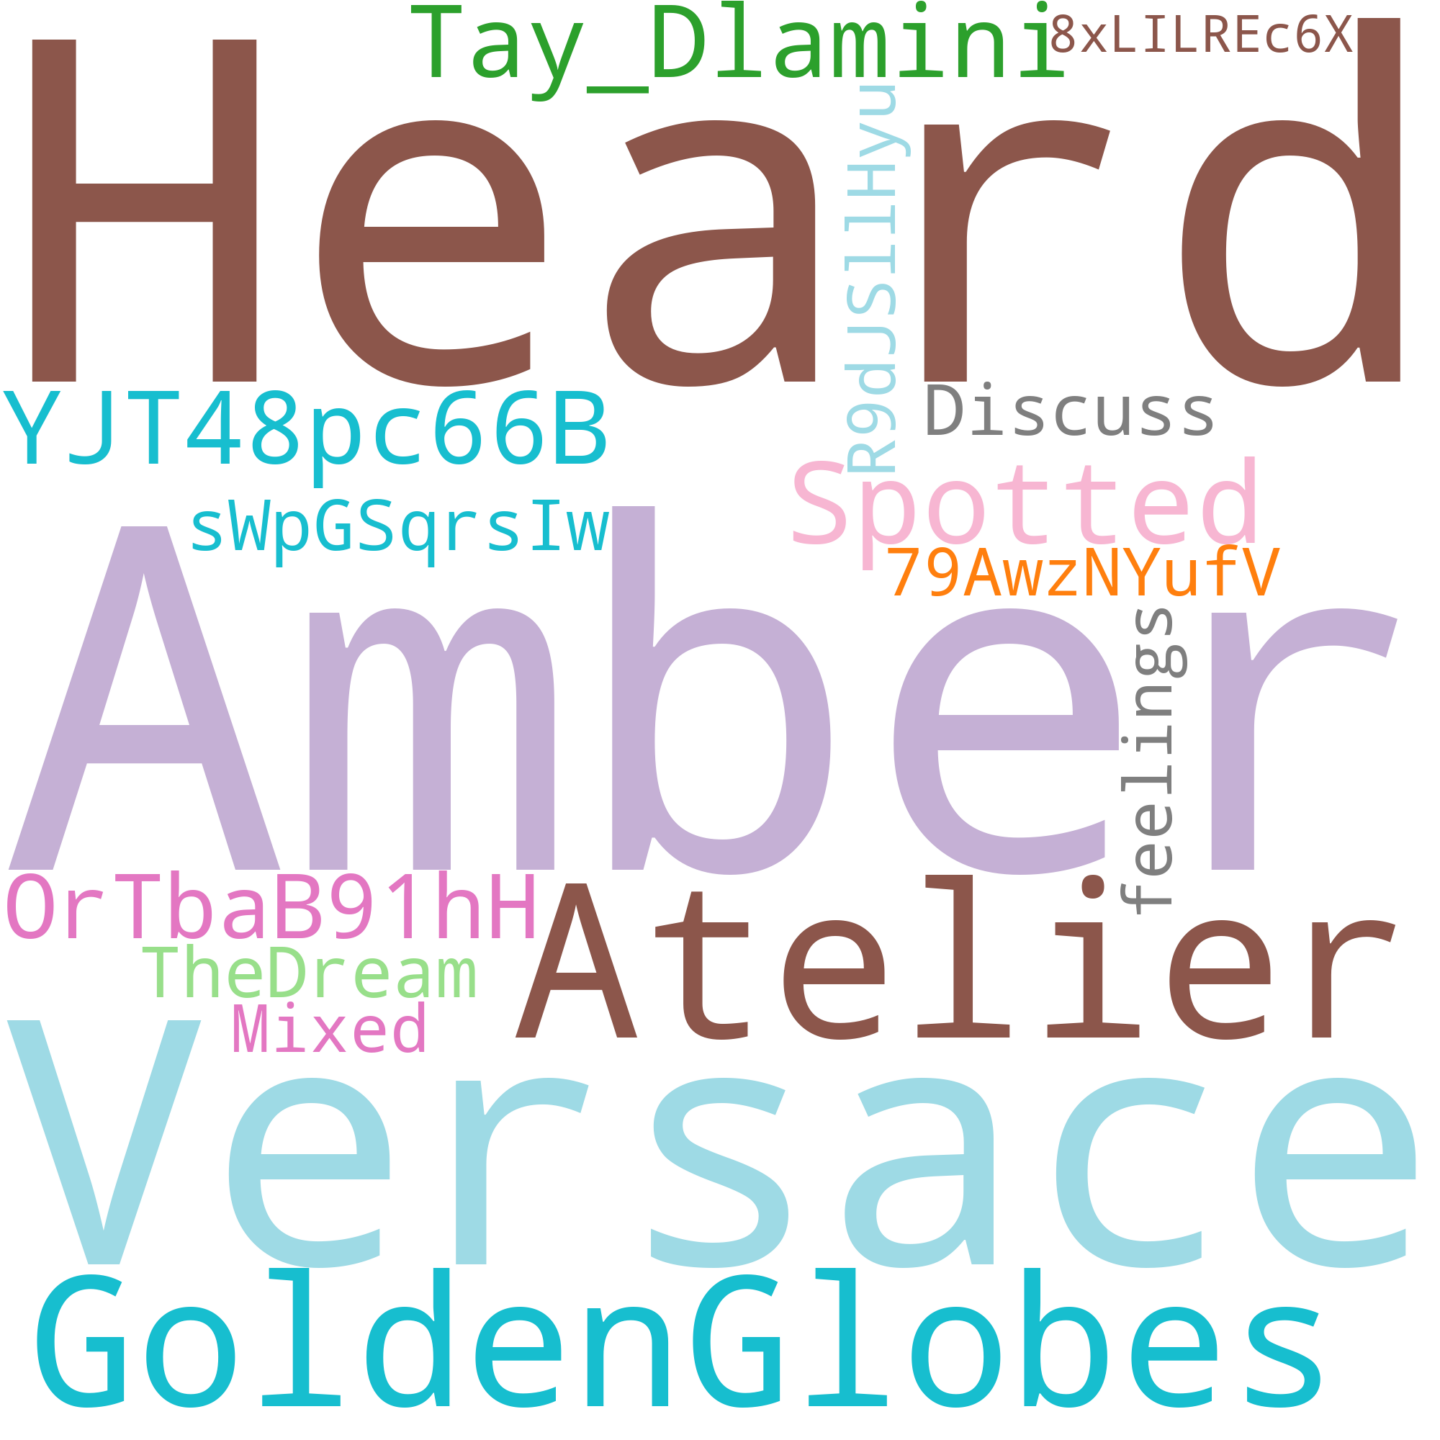 Tay_Dlamini
8xLILREc6X
Heard
R9dJSllHyu
YJT48pc66B
Discuss
Spotted
sWpGSqrsIw
79AwzNYufV
Amber
feelings
OrTbaB91hH
Atelier
TheDream
Mixed
Versace
GoldenGlobes